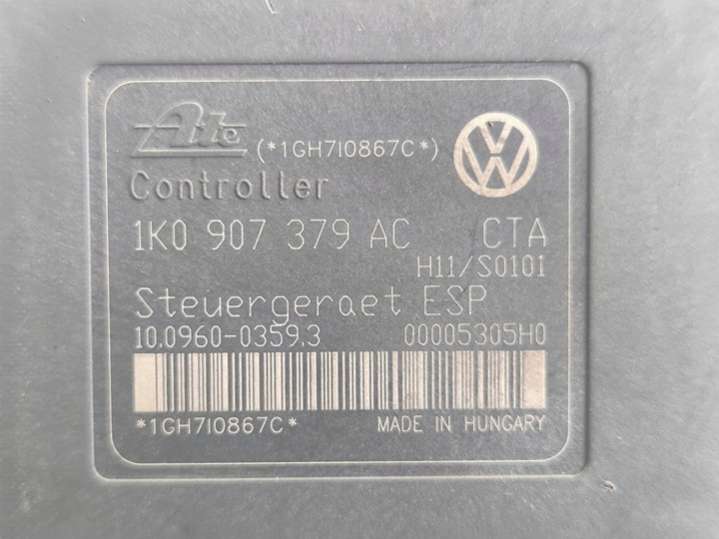 Ate (*1GH7I0867C*)
Controller
1K0 907 379 AC CTA
H11/S0101
Steuergeraet ESP
10.0960-0359.3 00005305H0
*1GH7I0867C* MADE IN HUNGARY